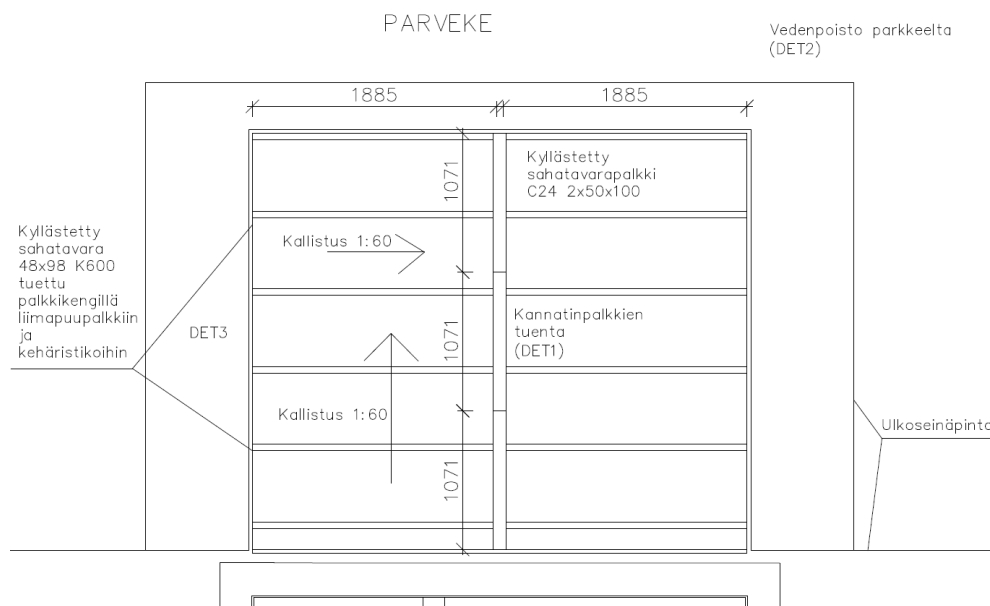 PARVEKE
Vedenpoisto parkkeelta
(DET2)
1885
1885
1071
Kyllästetty
sahatavarapalkki
C24 2x50x100
Kyllästetty
sahatavara
48x98 K600
tuettu
palkkikengillä
liimapuupalkkiin
ja
kehäristikoihin
Kallistus 1:60
DET3
1071
Kannatinpalkkien
tuenta
(DET1)
Kallistus 1:60
Ulkoseinäpinta
1071